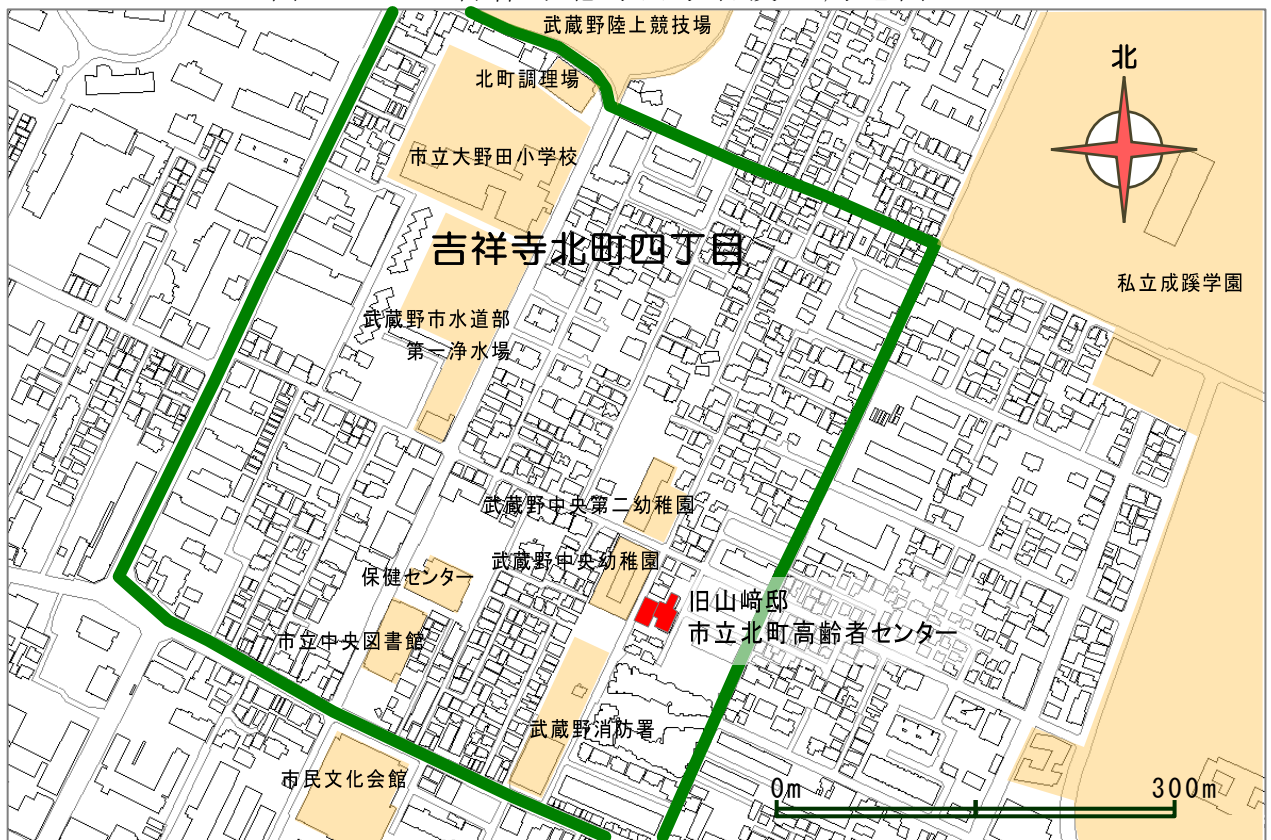 武蔵野陸上競技場
北
北町調理場
市立大野田小学校
吉祥寺北町四丁目
私立成蹊学園
武蔵野市水道部
第一浄水場
武蔵野中央第二幼稚園
武蔵野中央幼稚園
保健センター
旧山﨑邸
市立北町高齢者センター
市立中央図書館
武蔵野消防署
市民文化会館
0m 300m